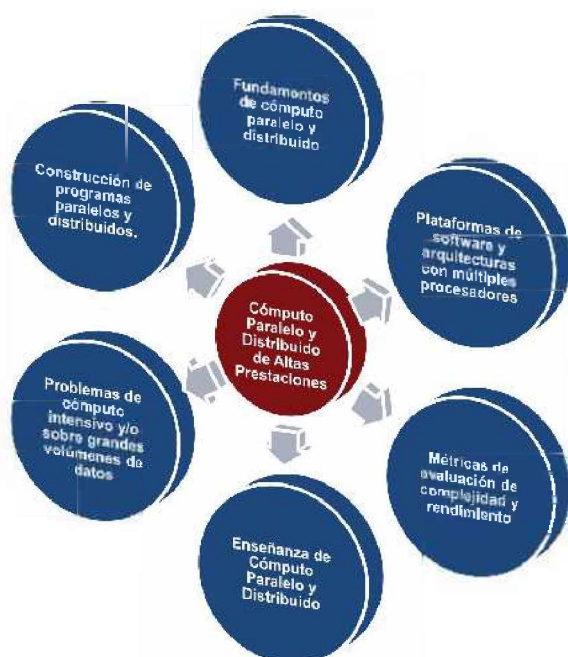 Fundamentos
de cómputo
paralelo y
distribuido
Construcción de
programas
paralelos y
distribuidos.
Plataformas de
software y
arquitecturas
con múltiples
procesadores
Cómputo
Paralelo y
Distribuido
de Altas
Prestaciones
Problemas de
cómputo
intensivo y/o
sobre grandes
volúmenes de
datos
Métricas de
evaluación de
complejidad y
rendimiento
Enseñanza de
Cómputo
Paralelo y
Distribuido